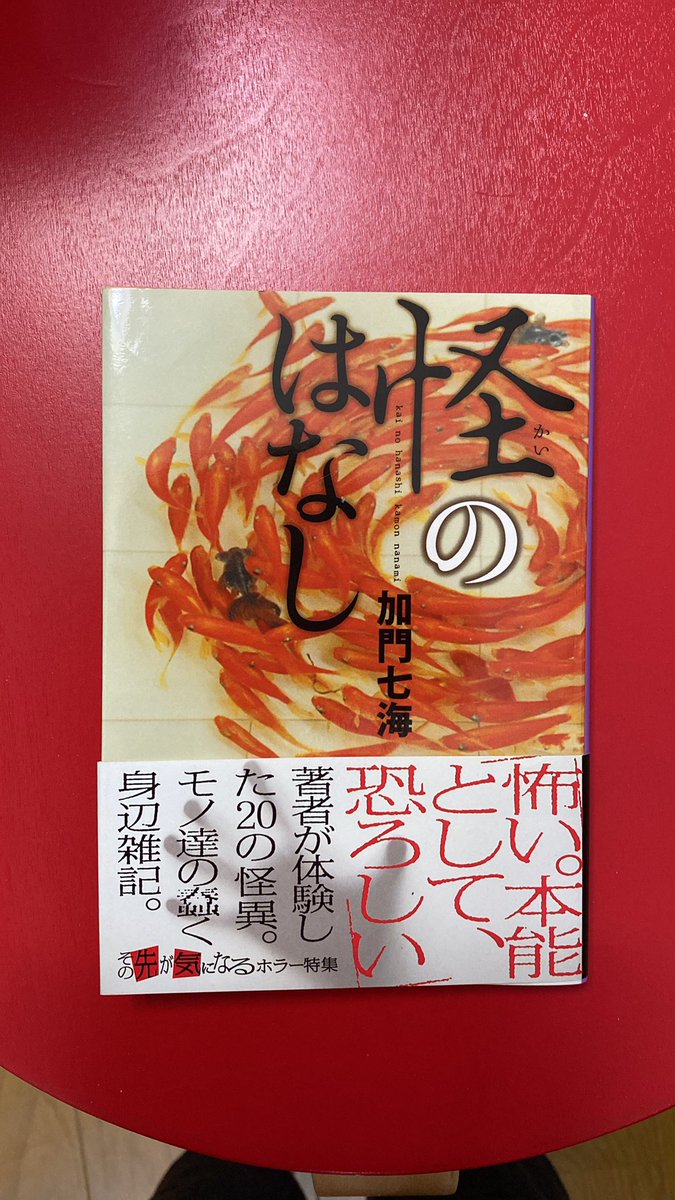 怪の
かい
はなし
kai no hanashi kamon nanami
加門七海
怖い。本能
として、
恐ろしい
著者が体験し
た20の怪異。
モノ達の蠢く
身辺雑記。
その先が気になるホラー特集